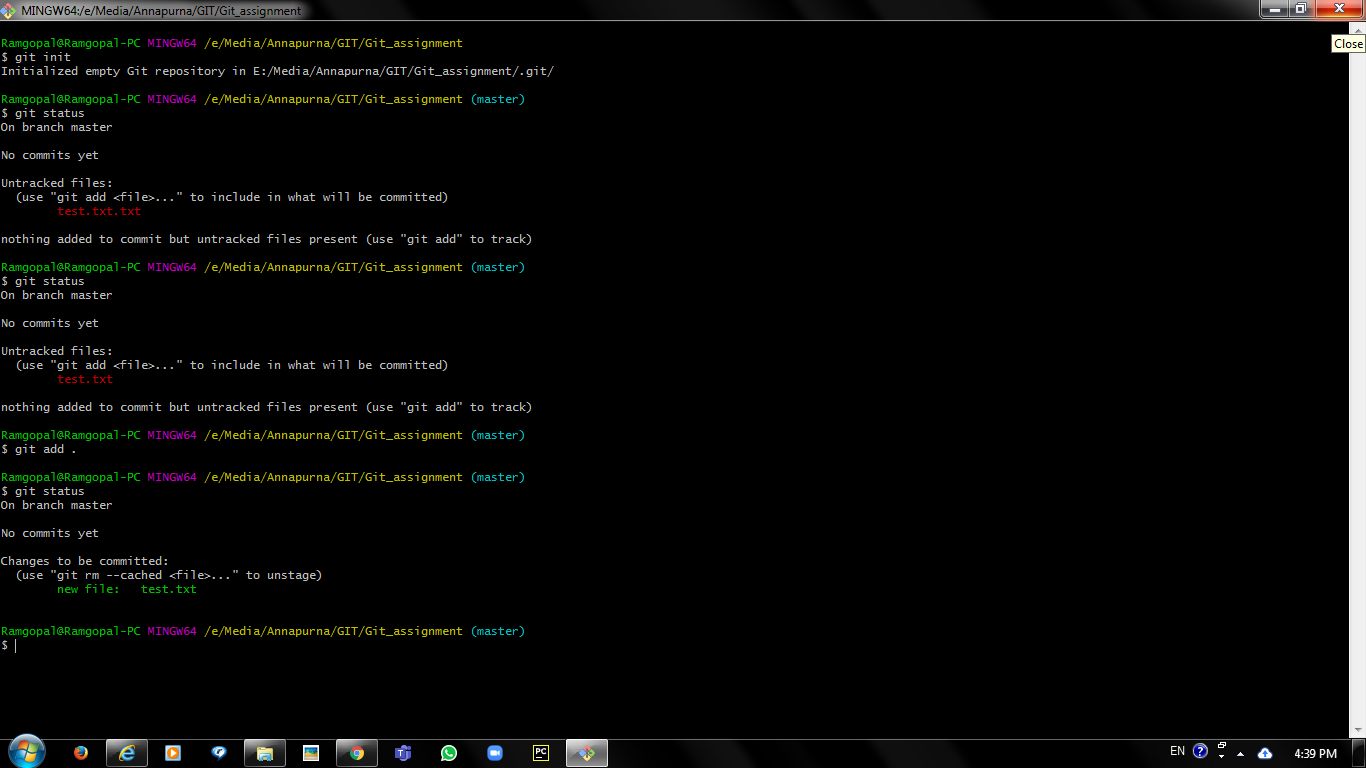 MINGW64:/e/Media/Annapurna/GIT/Git_assignment
Close
Ramgopal@Ramgopal-PC MINGW64 /e/Media/Annapurna/GIT/Git_assignment
$ git init
Initialized empty Git repository in E:/Media/Annapurna/GIT/Git_assignment/.git/
Ramgopal@Ramgopal-PC MINGW64 /e/Media/Annapurna/GIT/Git_assignment (master)
$ git status
On branch master
No commits yet
Untracked files:
(use "git add <file>..." to include in what will be committed)
test.txt.txt
nothing added to commit but untracked files present (use "git add" to track)
Ramgopal@Ramgopal-PC MINGW64 /e/Media/Annapurna/GIT/Git_assignment (master)
$ git status
On branch master
No commits yet
Untracked files:
(use "git add <file>..." to include in what will be committed)
test.txt
nothing added to commit but untracked files present (use "git add" to track)
Ramgopal@Ramgopal-PC MINGW64 /e/Media/Annapurna/GIT/Git_assignment (master)
$ git add .
Ramgopal@Ramgopal-PC MINGW64 /e/Media/Annapurna/GIT/Git_assignment (master)
$ git status
On branch master
No commits yet
Changes to be committed:
(use "git rm --cached <file>..." to unstage)
new file:   test.txt
Ramgopal@Ramgopal-PC MINGW64 /e/Media/Annapurna/GIT/Git_assignment (master)
$
PC
EN
4:39 PM